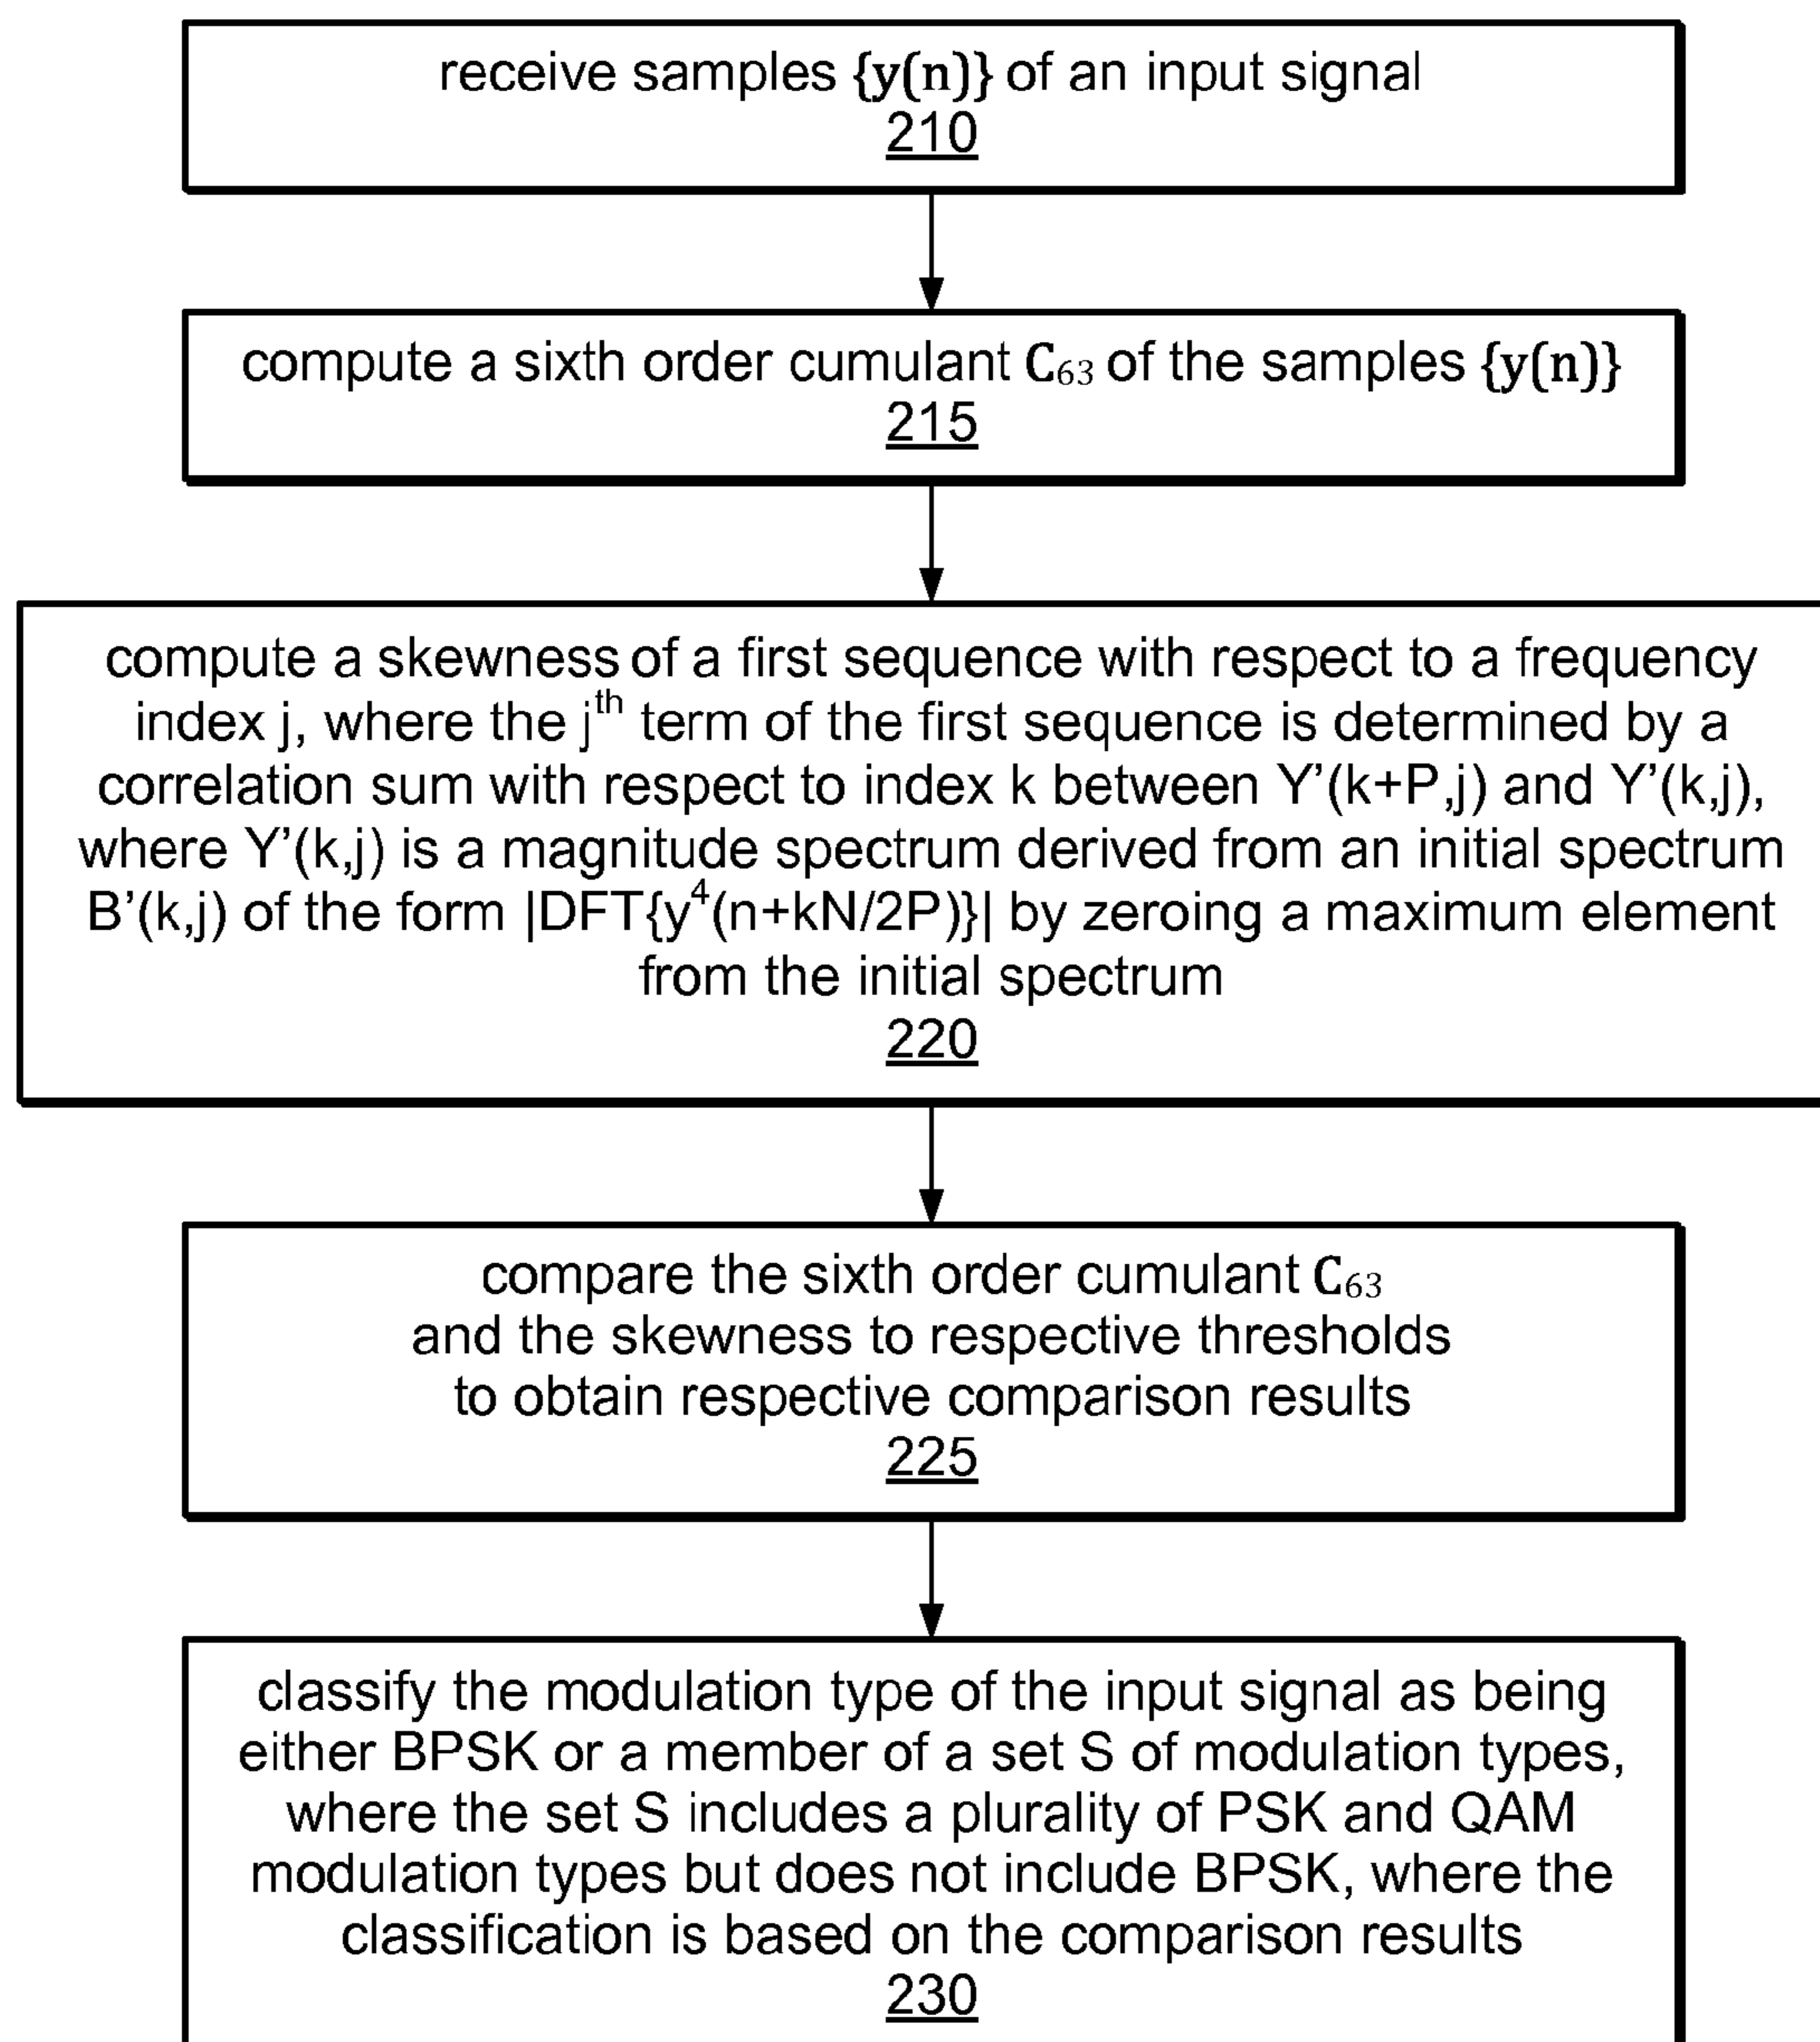 receive samples {y(n)} of an input signal
210
compute a sixth order cumulant C₆₃ of the samples {y(n)}
215
compute a skewness of a first sequence with respect to a frequency
index j, where the jᵗʰ term of the first sequence is determined by a
correlation sum with respect to index k between Y’(k+P,j) and Y’(k,j),
where Y’(k,j) is a magnitude spectrum derived from an initial spectrum
B’(k,j) of the form |DFT{y⁴(n+kN/2P)}| by zeroing a maximum element
from the initial spectrum
220
compare the sixth order cumulant C₆₃
and the skewness to respective thresholds
to obtain respective comparison results
225
classify the modulation type of the input signal as being
either BPSK or a member of a set S of modulation types,
where the set S includes a plurality of PSK and QAM
modulation types but does not include BPSK, where the
classification is based on the comparison results
230